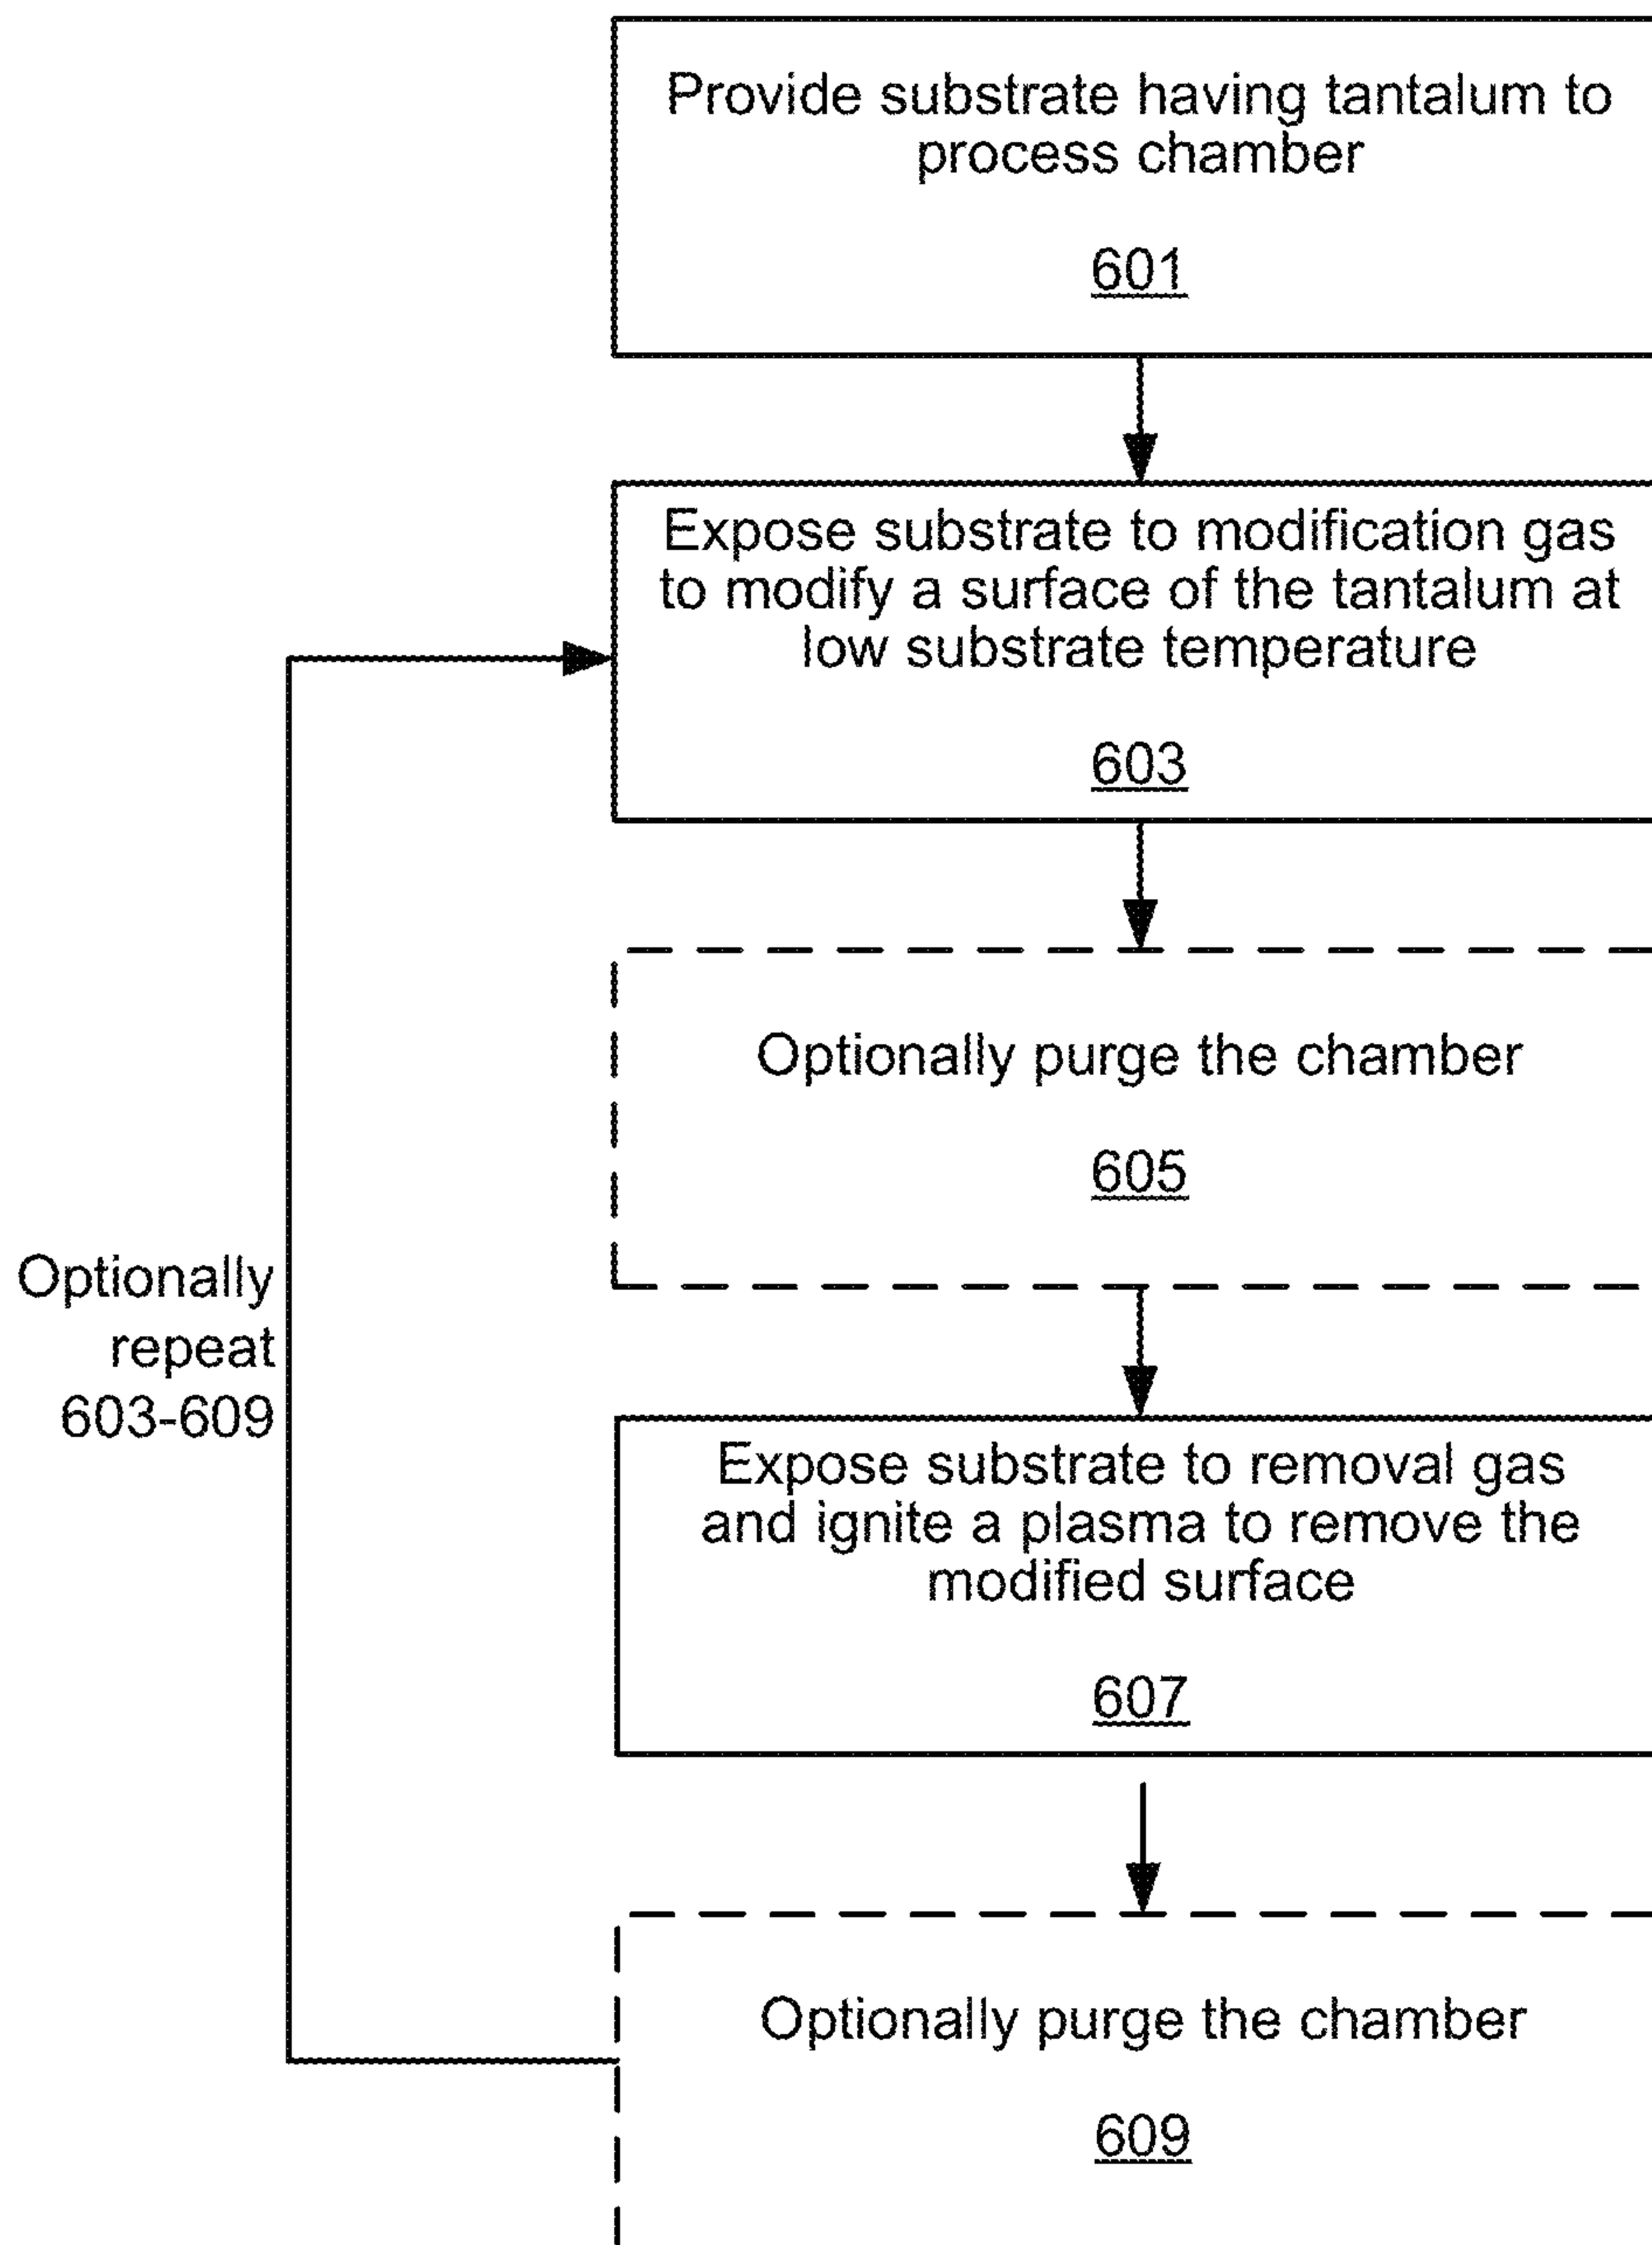 Provide substrate having tantalum to
process chamber
601
Expose substrate to modification gas
to modify a surface of the tantalum at
low substrate temperature
603
Optionally purge the chamber
605
Optionally
repeat
603-609
Expose substrate to removal gas
and ignite a plasma to remove the
modified surface
607
Optionally purge the chamber
609